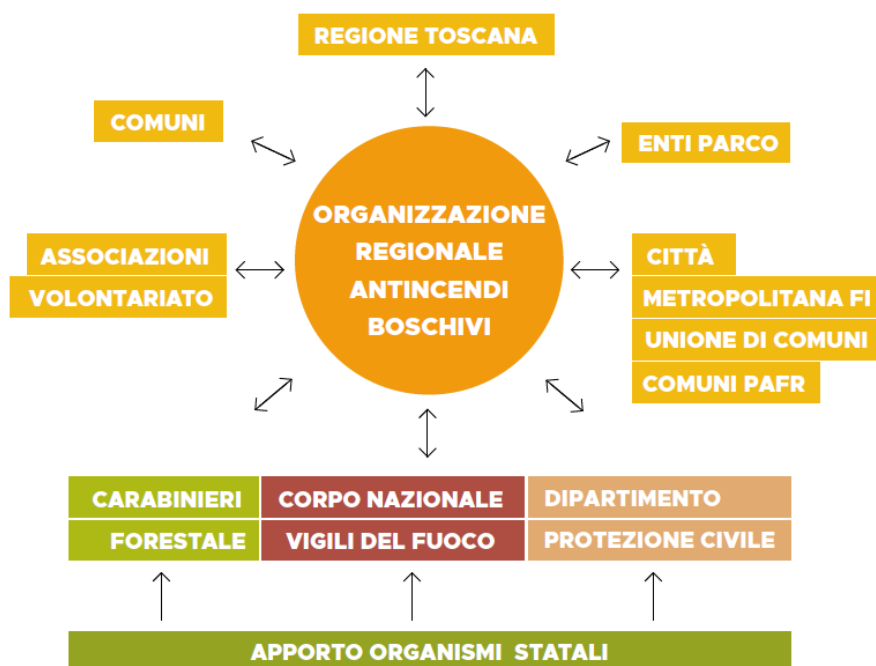 REGIONE TOSCANA
COMUNI
ENTI PARCO
ORGANIZZAZIONE
REGIONALE
ANTINCENDI
BOSCHIVI
ASSOCIAZIONI
VOLONTARIATO
CITTÀ
METROPOLITANA FI
UNIONE DI COMUNI
COMUNI PAFR
CARABINIERI
FORESTALE
CORPO NAZIONALE
VIGILI DEL FUOCO
DIPARTIMENTO
PROTEZIONE CIVILE
APPORTO ORGANISMI STATALI